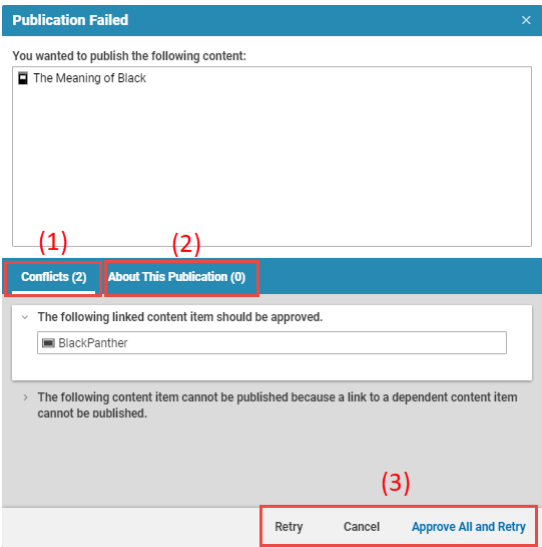 Publication Failed ×
You wanted to publish the following content:
The Meaning of Black
(1)
(2)
Conflicts (2) About This Publication (0)
The following linked content item should be approved.
BlackPanther
The following content item cannot be published because a link to a dependent content item
cannot be published.
(3)
Retry Cancel Approve All and Retry